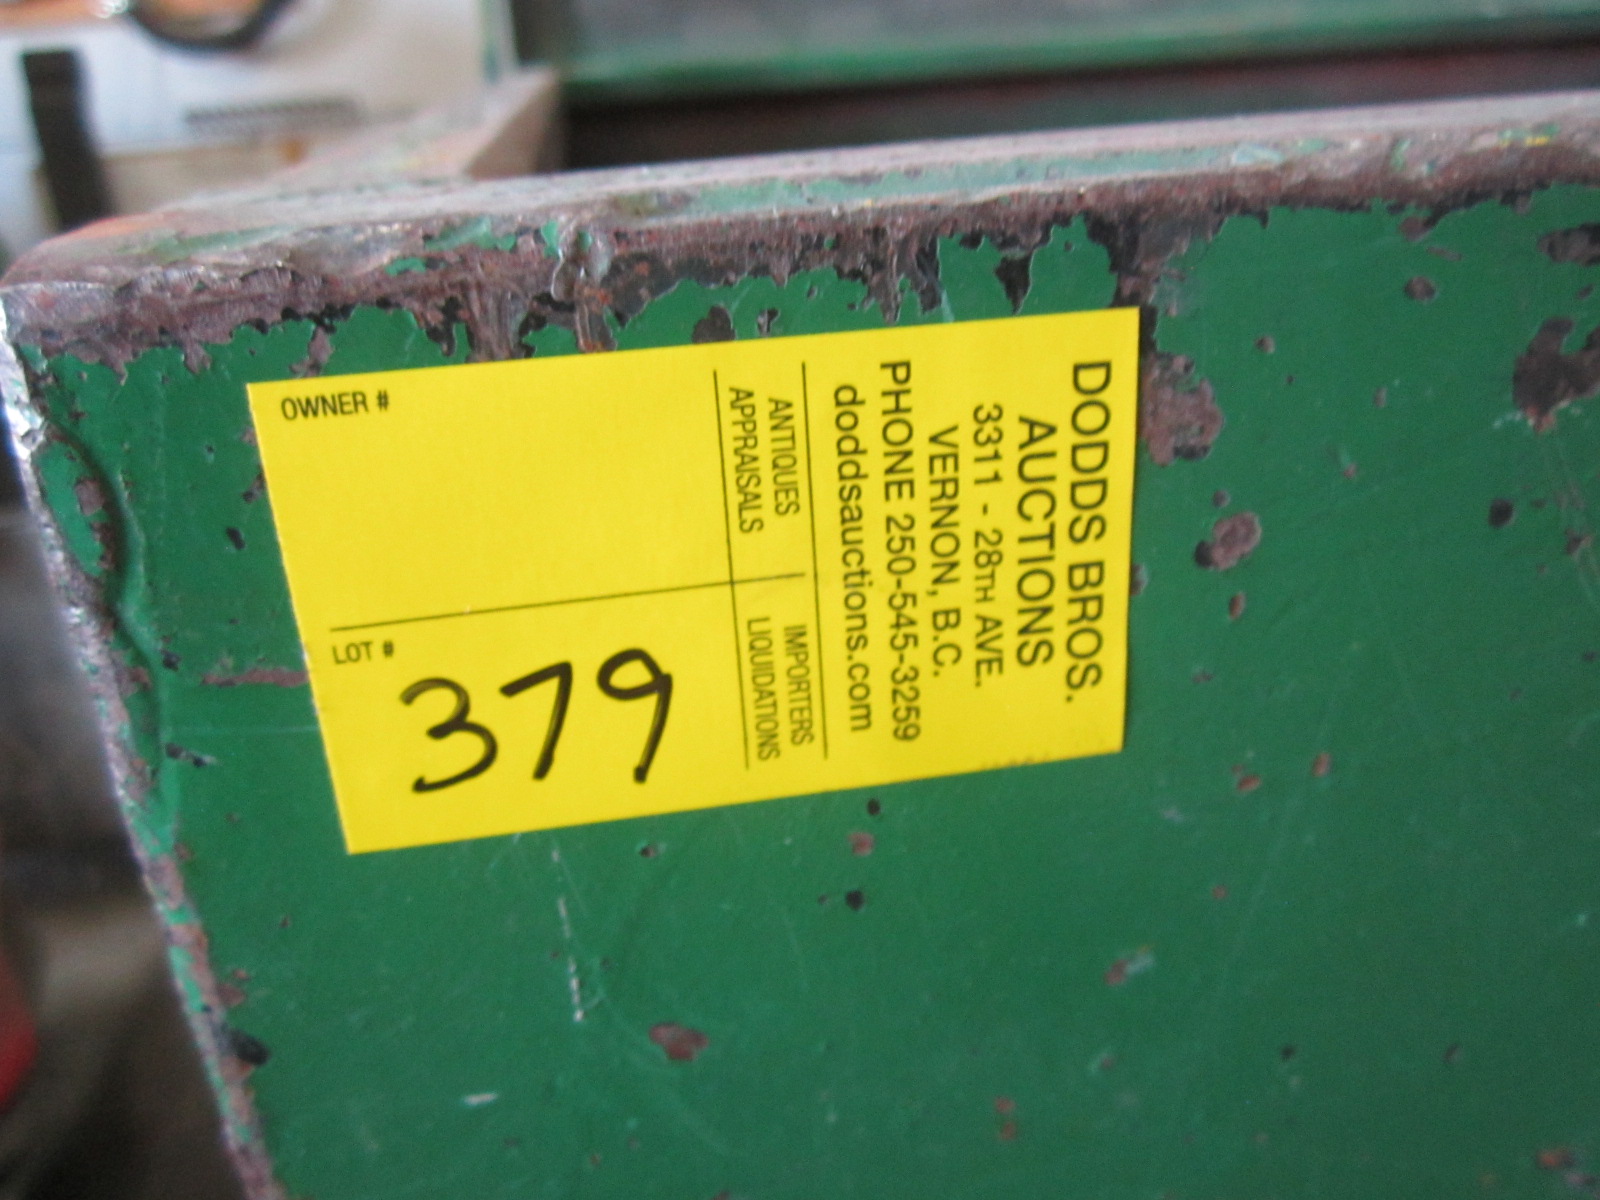 DODDS BROS.
AUCTIONS
3311 - 28TH AVE.
VERNON, B.C.
PHONE 250-545-3259
doddsauctions.com
ANTIQUES
APPRAISALS
IMPORTERS
LIQUIDATIONS
OWNER #
LOT #
379